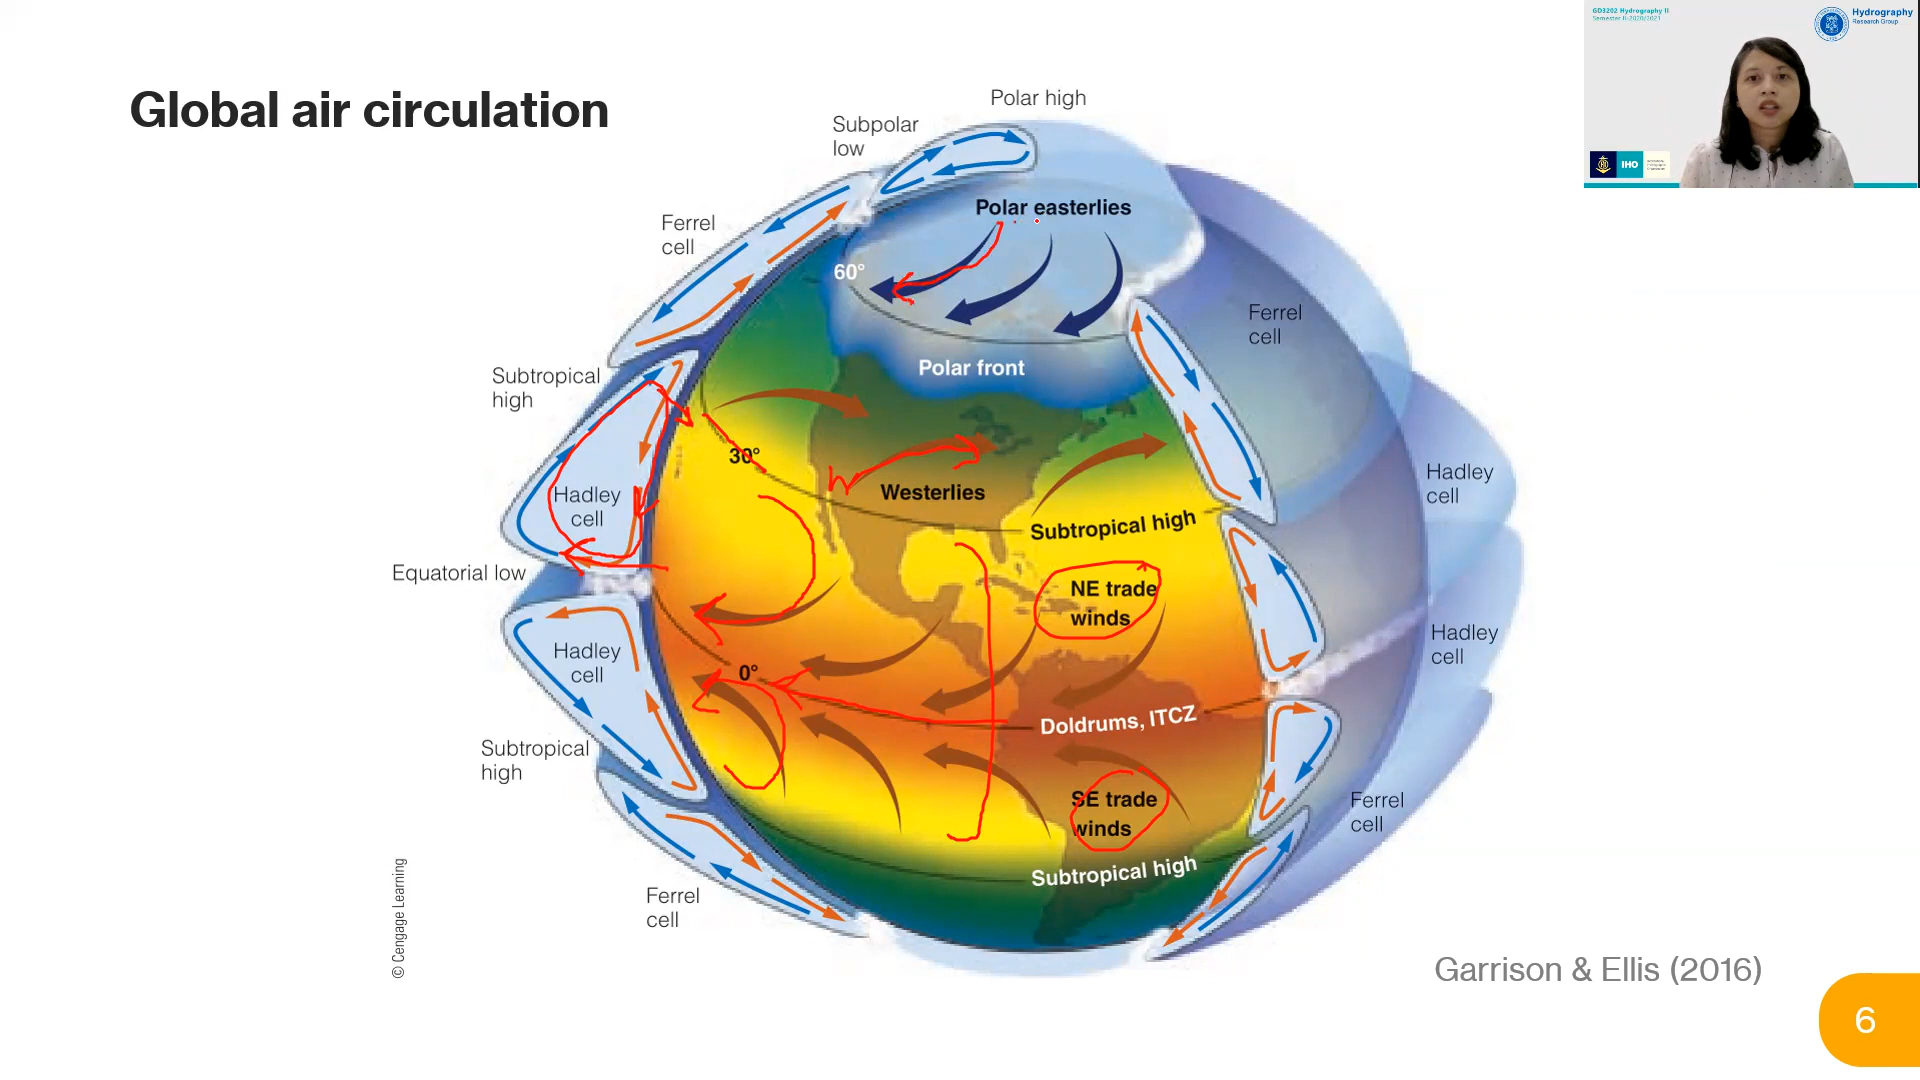 GD3202 Hydrography II
Semester II-2020/2021
Hydrography
Research Group
IHO
Global air circulation
Polar high
Subpolar
low
Polar easterlies
Ferrel
cell
60°
Ferrel
cell
Polar front
Subtropical
high
30°
Westerlies
Hadley
cell
Hadley
cell
Subtropical high
Equatorial low
NE trade
winds
Hadley
cell
Hadley
cell
0°
Doldrums, ITCZ
Subtropical
high
SE trade
winds
Ferrel
cell
Subtropical high
Ferrel
cell
© Cengage Learning
Garrison & Ellis (2016)
6